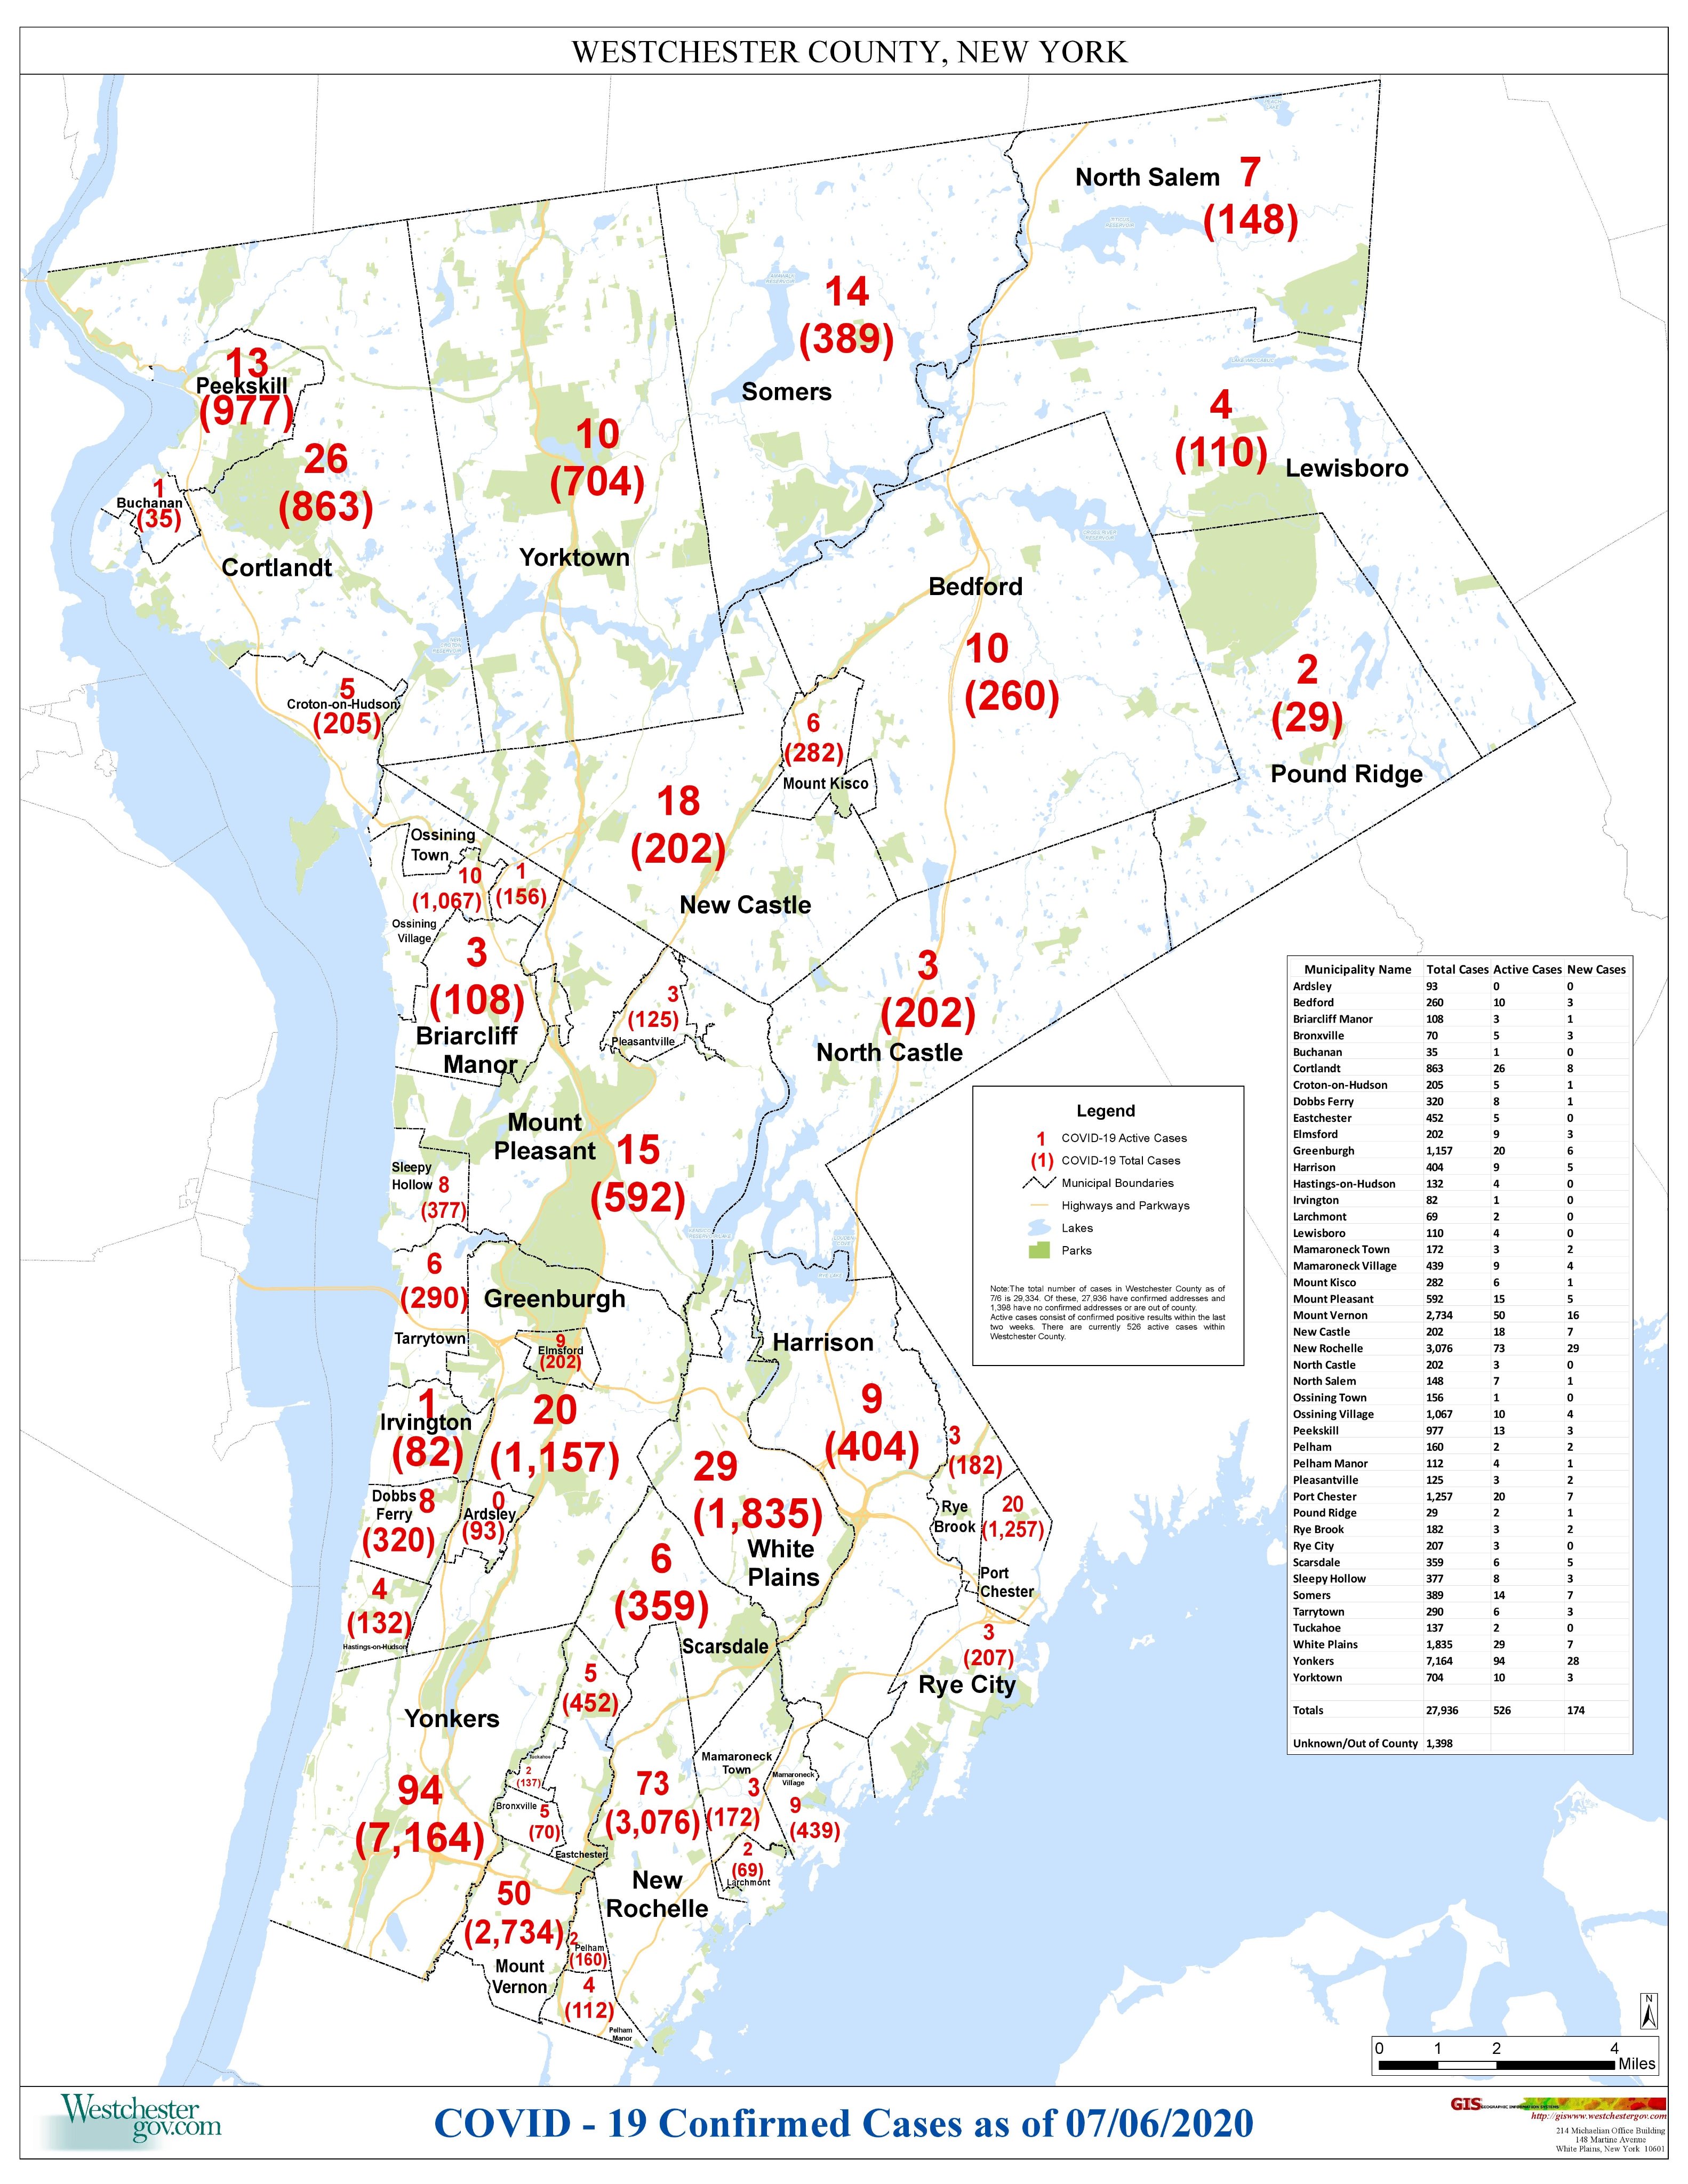 WESTCHESTER COUNTY, NEW YORK
North Salem 7
(148)
14
(389)
Somers
13
Peekskill
(977)
26
(863)
Cortlandt
1
Buchanan
(35)
10
(704)
Yorktown
4
(110)
Lewisboro
Bedford
10
(260)
2
(29)
Pound Ridge
5
Croton-on-Hudson
(205)
6
(282)
Mount Kisco
18
(202)
New Castle
Ossining
Town
10
(1,067)
1
(156)
Ossining
Village
3
(108)
Briarcliff
Manor
3
(125)
Pleasantville
3
(202)
North Castle
Mount
Pleasant
15
(592)
Sleepy
Hollow 8
(377)
6
(290)
Tarrytown
Greenburgh
9
Elmsford
(202)
20
(1,157)
1
Irvington
(82)
Dobbs 8
Ferry
(320)
0
Ardsley
(93)
4
(132)
Hastings-on-Hudson
Harrison
9
(404)
29
(1,835)
White
Plains
3
(182)
Rye
Brook
20
(1,257)
Port
Chester
6
(359)
Scarsdale
3
(207)
Rye City
5
(452)
Yonkers
94
(7,164)
Tuckahoe
2
(137)
Bronxville 5
(70)
Eastchester
73
(3,076)
New
Rochelle
Mamaroneck
Town
3
(172)
Mamaroneck
Village
9
(439)
2
(69)
Larchmont
50
(2,734)
Mount
Vernon
2
Pelham
(160)
4
(112)
Pelham
Manor
Legend
1 COVID-19 Active Cases
(1) COVID-19 Total Cases
Municipal Boundaries
Highways and Parkways
Lakes
Parks
Note:The total number of cases in Westchester County as of
7/6 is 29,334. Of these, 27,936 have confirmed addresses and
1,398 have no confirmed addresses or are out of county.
Active cases consist of confirmed positive results within the last
two weeks. There are currently 526 active cases within
Westchester County.
Municipality Name Total Cases Active Cases New Cases
Ardsley 93 0 0
Bedford 260 10 3
Briarcliff Manor 108 3 1
Bronxville 70 5 3
Buchanan 35 1 0
Cortlandt 863 26 8
Croton-on-Hudson 205 5 1
Dobbs Ferry 320 8 1
Eastchester 452 5 0
Elmsford 202 9 3
Greenburgh 1,157 20 6
Harrison 404 9 5
Hastings-on-Hudson 132 4 0
Irvington 82 1 0
Larchmont 69 2 0
Lewisboro 110 4 0
Mamaroneck Town 172 3 2
Mamaroneck Village 439 9 4
Mount Kisco 282 6 1
Mount Pleasant 592 15 5
Mount Vernon 2,734 50 16
New Castle 202 18 7
New Rochelle 3,076 73 29
North Castle 202 3 0
North Salem 148 7 1
Ossining Town 156 1 0
Ossining Village 1,067 10 4
Peekskill 977 13 3
Pelham 160 2 2
Pelham Manor 112 4 1
Pleasantville 125 3 2
Port Chester 1,257 20 7
Pound Ridge 29 2 1
Rye Brook 182 3 2
Rye City 207 3 0
Scarsdale 359 6 5
Sleepy Hollow 377 8 3
Somers 389 14 7
Tarrytown 290 6 3
Tuckahoe 137 2 0
White Plains 1,835 29 7
Yonkers 7,164 94 28
Yorktown 704 10 3
Totals 27,936 526 174
Unknown/Out of County 1,398
N
0 1 2 4
Miles
Westchester
gov.com
COVID - 19 Confirmed Cases as of 07/06/2020
GIS GEOGRAPHIC INFORMATION SYSTEMS
http://giswww.westchestergov.com
214 Michaelian Office Building
148 Martine Avenue
White Plains, New York 10601